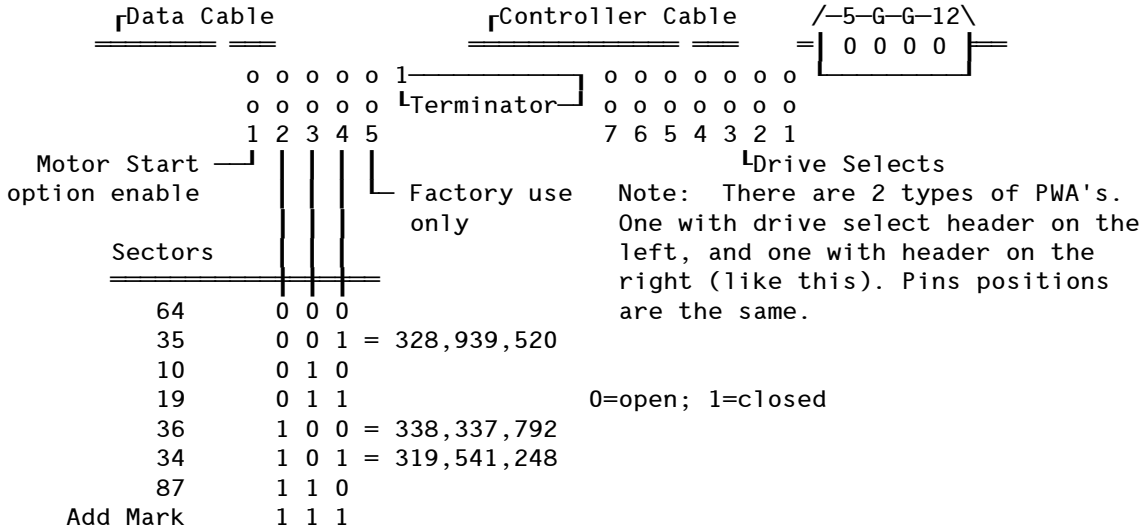 ┏Data Cable ┏Controller Cable /—5—G—G—12\
════════ ═══ ══════════════ ═══ =┃ 0 0 0 0 ┣══
o o o o o 1————————————┓ o o o o o o o ┗——————————┛
o o o o o ┗Terminator—┛ o o o o o o o
1 2 3 4 5 7 6 5 4 3 2 1
Motor Start ——┛ ┃ ┃ ┃ ┃ ┗Drive Selects
option enable ┃ ┃ ┃ ┗— Factory use Note: There are 2 types of PWA's.
┃ ┃ ┃ only One with drive select header on the
Sectors ┃ ┃ ┃ left, and one with header on the
right (like this). Pins positions
64 0 0 0 are the same.
35 0 0 1 = 328,939,520
10 0 1 0
19 0 1 1 0=open; 1=closed
36 1 0 0 = 338,337,792
34 1 0 1 = 319,541,248
87 1 1 0
Add Mark 1 1 1